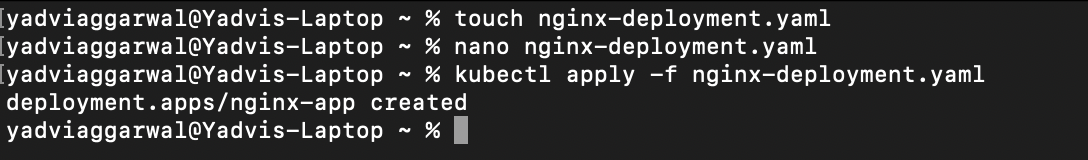 [yadviaggarwal@Yadvis-Laptop ~ % touch nginx-deployment.yaml
[yadviaggarwal@Yadvis-Laptop ~ % nano nginx-deployment.yaml
[yadviaggarwal@Yadvis-Laptop ~ % kubectl apply -f nginx-deployment.yaml
deployment.apps/nginx-app created
yadviaggarwal@Yadvis-Laptop ~ %